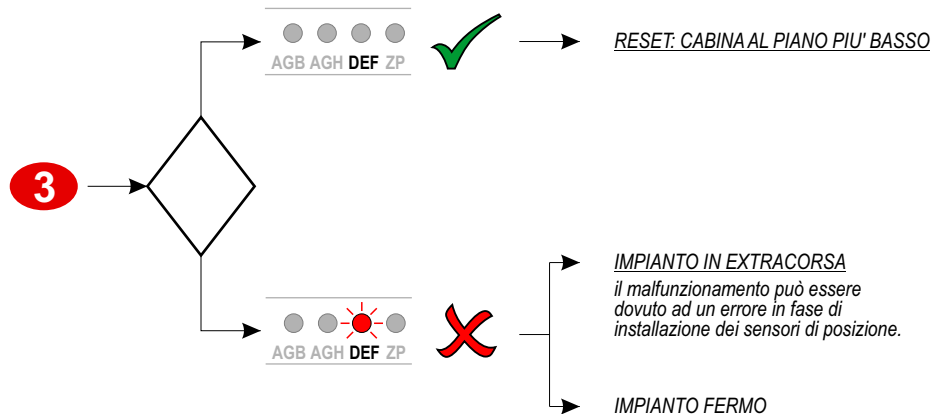 AGB AGH DEF ZP
RESET: CABINA AL PIANO PIU' BASSO
3
AGB AGH DEF ZP
IMPIANTO IN EXTRACORSA
il malfunzionamento può essere
dovuto ad un errore in fase di
installazione dei sensori di posizione.
IMPIANTO FERMO